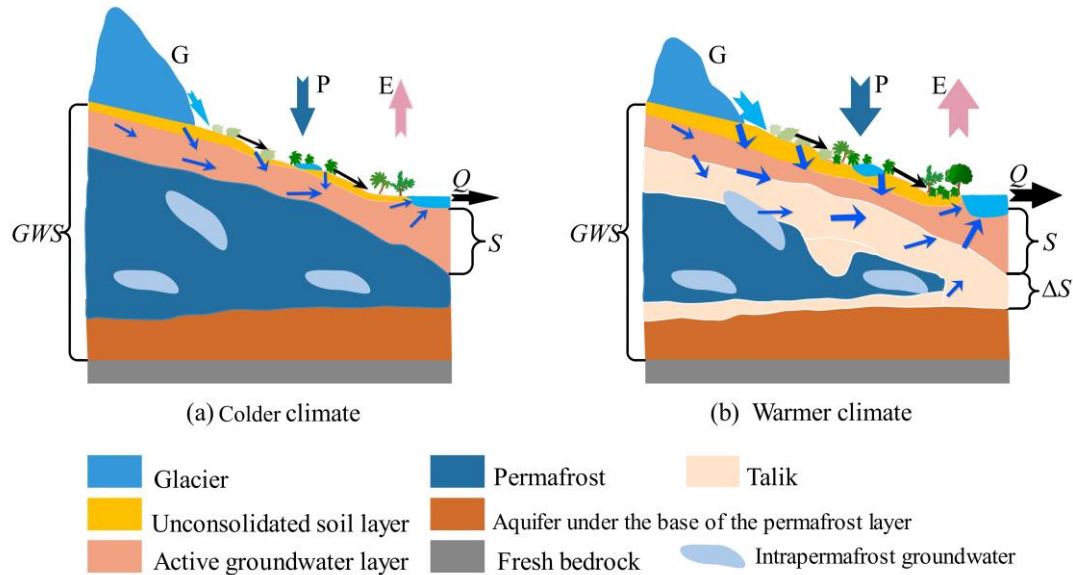 G
P
E
Q
GWS
S
(a) Colder climate
G
P
E
Q
GWS
S
ΔS
(b) Warmer climate
Glacier
Permafrost
Talik
Unconsolidated soil layer
Aquifer under the base of the permafrost layer
Active groundwater layer
Fresh bedrock
Intrapermafrost groundwater